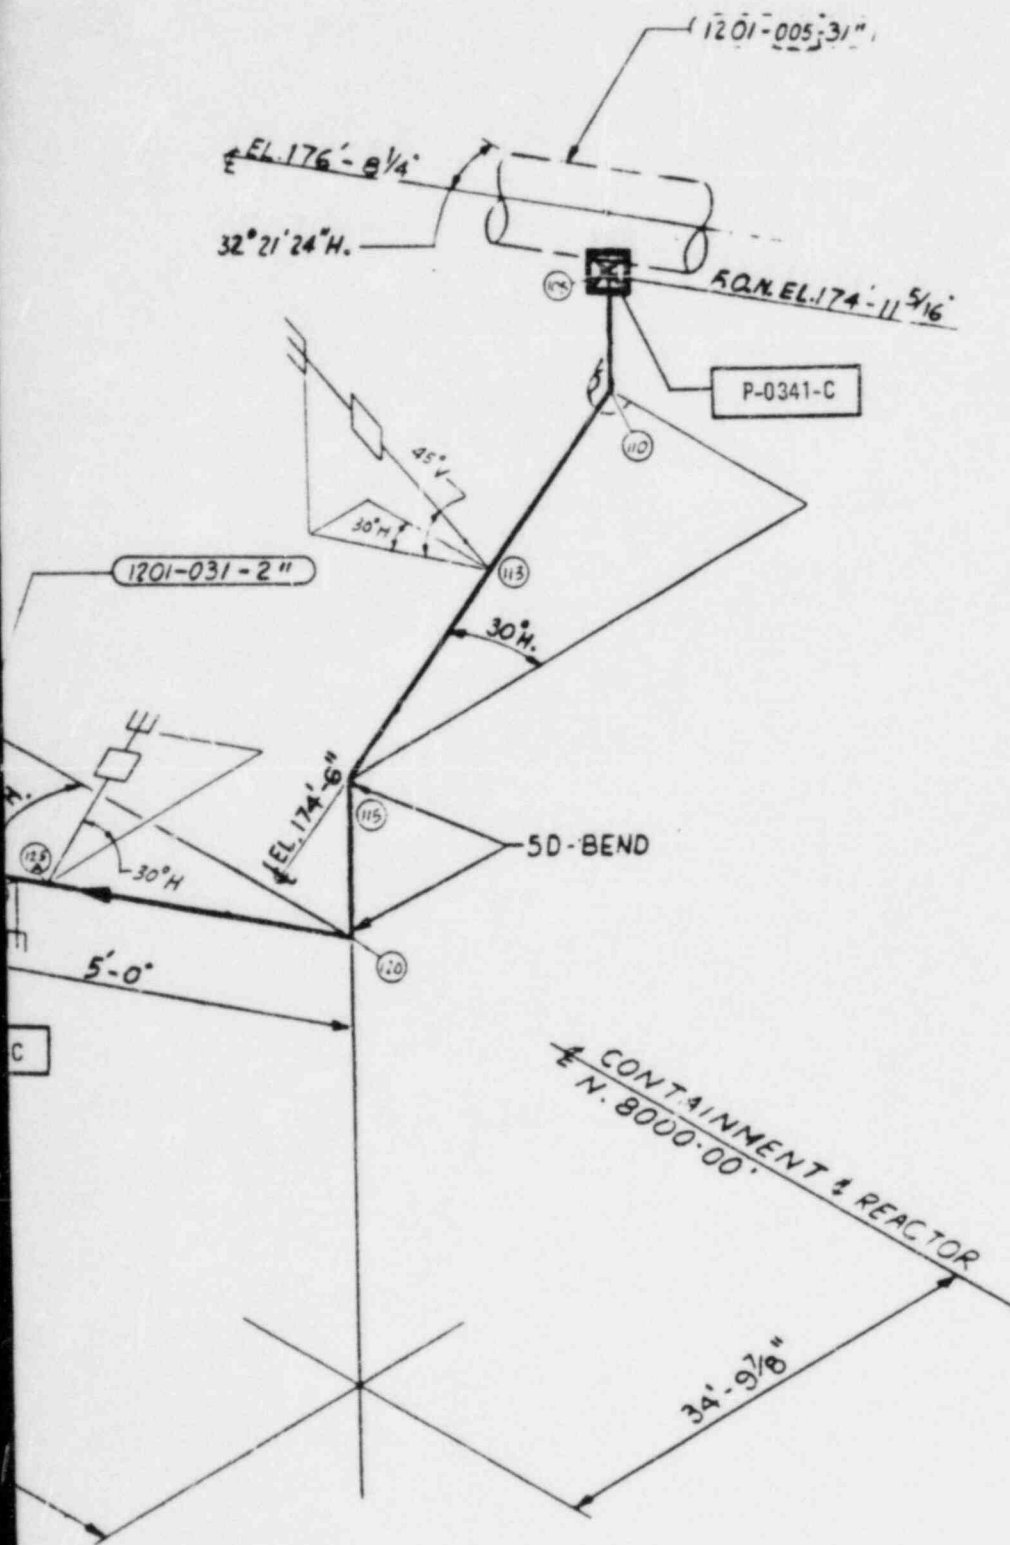 1201-005-31"
℄ EL. 176'-8 1/4"
32° 21' 24" H.
EL. 174'-11 5/16"
P-0341-C
110
45° V
30° H
113
1201-031-2"
30° H.
℄ EL. 174'-6"
115
5D-BEND
H.
125
30° H
120
5'-0"
C
℄ CONTAINMENT & REACTOR
N. 8000.00'
34'-9 7/8"